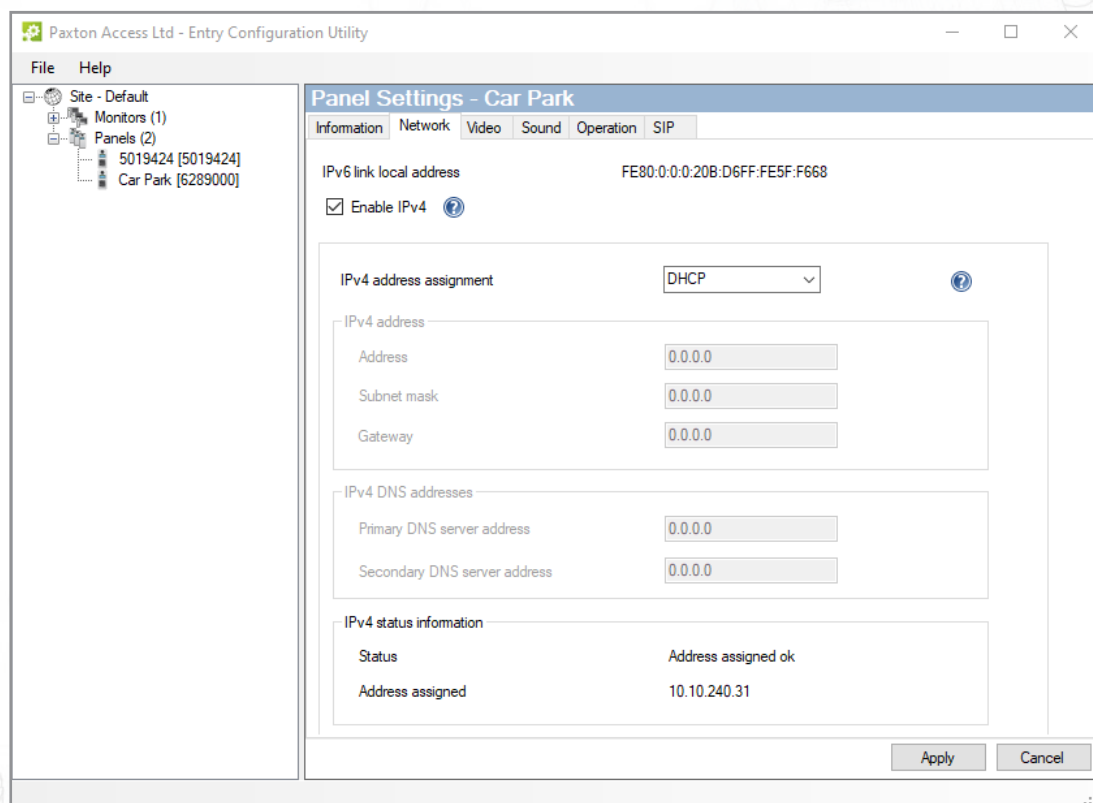 Paxton Access Ltd - Entry Configuration Utility
File Help
Site - Default
Monitors (1)
Panels (2)
5019424 [5019424]
Car Park [6289000]
Panel Settings - Car Park
Information Network Video Sound Operation SIP
IPv6 link local address FE80:0:0:0:20B:D6FF:FE5F:F668
Enable IPv4 ?
IPv4 address assignment DHCP ?
IPv4 address
Address 0.0.0.0
Subnet mask 0.0.0.0
Gateway 0.0.0.0
IPv4 DNS addresses
Primary DNS server address 0.0.0.0
Secondary DNS server address 0.0.0.0
IPv4 status information
Status Address assigned ok
Address assigned 10.10.240.31
Apply Cancel